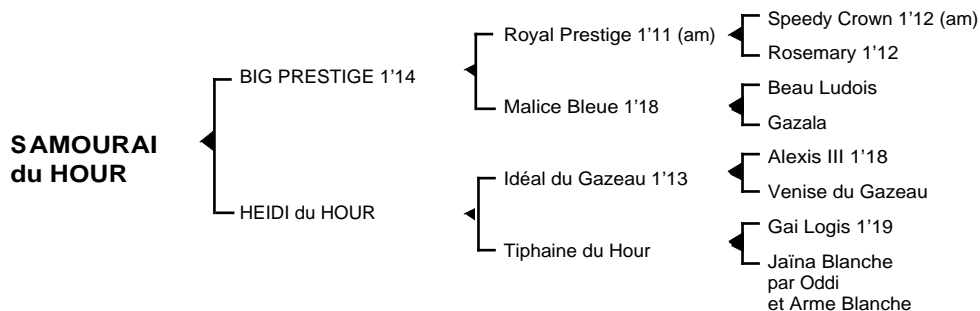 SAMOURAI
du HOUR
BIG PRESTIGE 1'14
HEIDI du HOUR
Royal Prestige 1'11 (am)
Malice Bleue 1'18
Idéal du Gazeau 1'13
Tiphaine du Hour
Speedy Crown 1'12 (am)
Rosemary 1'12
Beau Ludois
Gazala
Alexis III 1'18
Venise du Gazeau
Gai Logis 1'19
Jaïna Blanche
par Oddi
et Arme Blanche